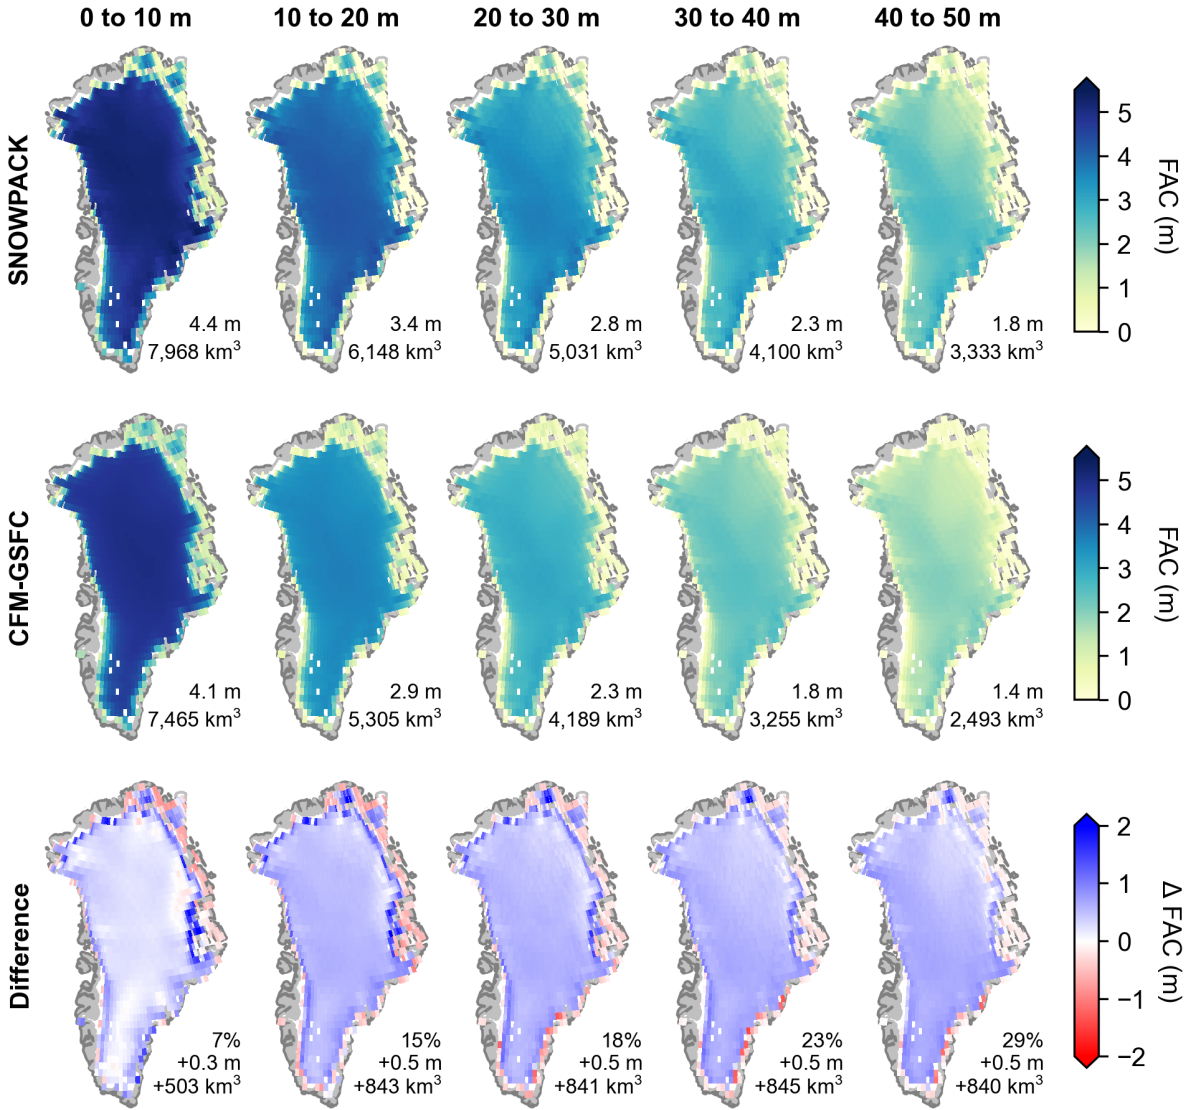 0 to 10 m
10 to 20 m
20 to 30 m
30 to 40 m
40 to 50 m
SNOWPACK
4.4 m
7,968 km³
3.4 m
6,148 km³
2.8 m
5,031 km³
2.3 m
4,100 km³
1.8 m
3,333 km³
5
4
3
2
1
0
FAC (m)
CFM-GSFC
4.1 m
7,465 km³
2.9 m
5,305 km³
2.3 m
4,189 km³
1.8 m
3,255 km³
1.4 m
2,493 km³
5
4
3
2
1
0
FAC (m)
Difference
7%
+0.3 m
+503 km³
15%
+0.5 m
+843 km³
18%
+0.5 m
+841 km³
23%
+0.5 m
+845 km³
29%
+0.5 m
+840 km³
2
1
0
−1
−2
Δ FAC (m)